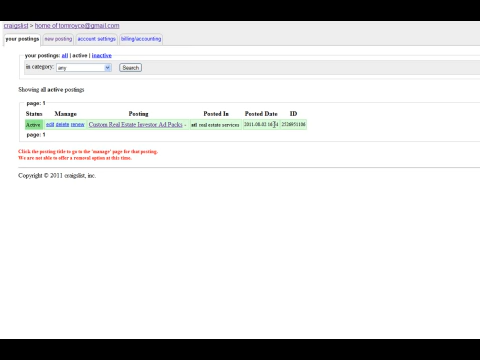 craigslist > home of tomroyce@gmail.com
your postings new posting account settings billing/accounting
your postings: all | active | inactive
in category: any Search
Showing all active postings
page: 1
Status Manage Posting Posted In Posted Date ID
Active edit delete renew Custom Real Estate Investor Ad Packs - atl real estate services 2011-08-02 2526951106
page: 1
Click the posting title to go to the 'manage' page for that posting.
We are not able to offer a renewal option at this time.
Copyright © 2011 craigslist, inc.